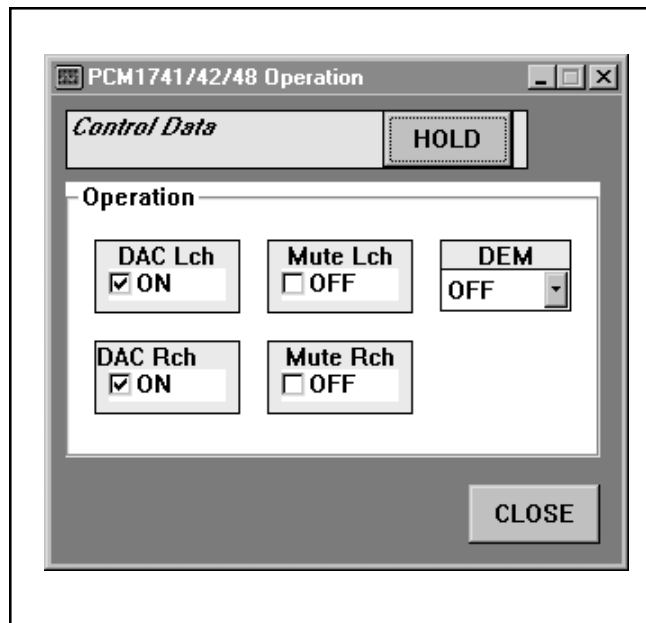 PCM1741/42/48 Operation
Control Data
HOLD
Operation
DAC Lch
ON
Mute Lch
OFF
DEM
OFF
DAC Rch
ON
Mute Rch
OFF
CLOSE